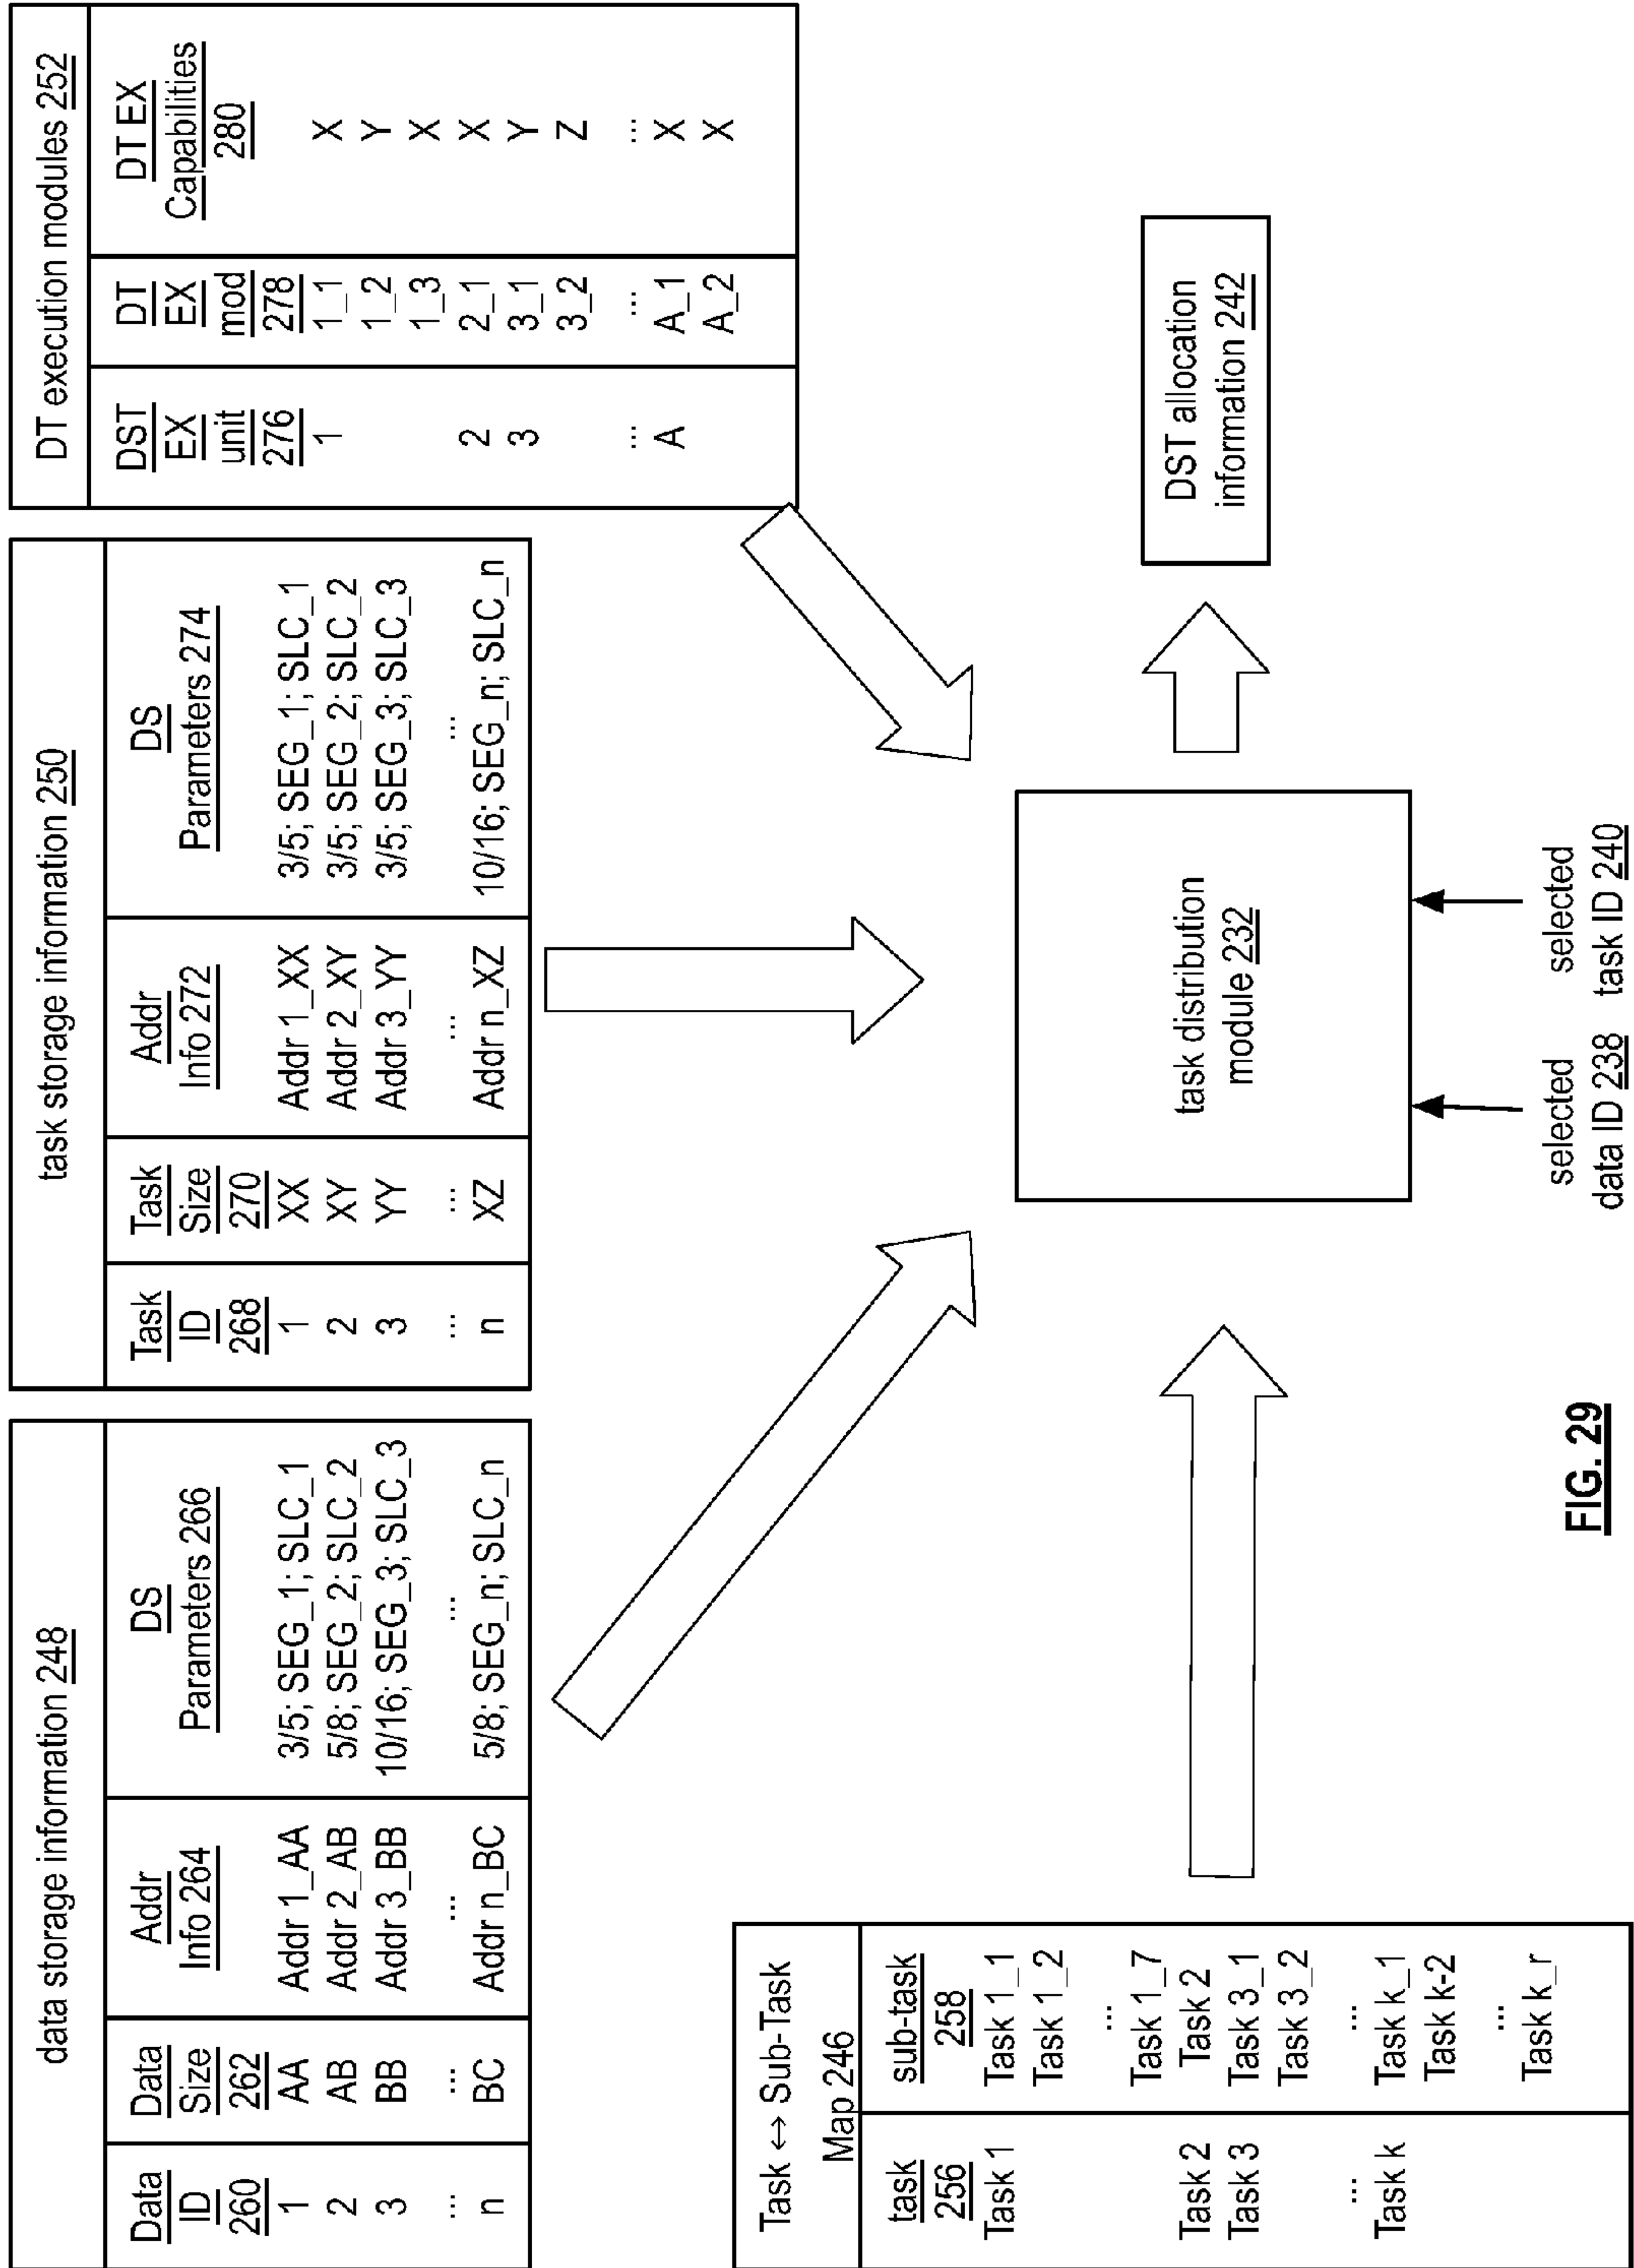 data storage information 248
Data ID 260 Data Size 262 Addr Info 264 DS Parameters 266
1 AA Addr 1_AA 3/5; SEG_1; SLC_1
2 AB Addr 2_AB 5/8; SEG_2; SLC_2
3 BB Addr 3_BB 10/16; SEG_3; SLC_3
... ... ... ...
n BC Addr n_BC 5/8; SEG_n; SLC_n
task storage information 250
Task ID 268 Task Size 270 Addr Info 272 DS Parameters 274
1 XX Addr 1_XX 3/5; SEG_1; SLC_1
2 XY Addr 2_XY 3/5; SEG_2; SLC_2
3 YY Addr 3_YY 3/5; SEG_3; SLC_3
... ... ... ...
n XZ Addr n_XZ 10/16; SEG_n; SLC_n
DT execution modules 252
DST EX unit 276 DT EX mod 278 DT EX Capabilities 280
1 1_1 X
1_2 Y
1_3 X
2 2_1 X
3 3_1 Y
3_2 Z
... ... ...
A A_1 X
A_2 X
Task ↔ Sub-Task
Map 246
task 256 sub-task 258
Task 1 Task 1_1
Task 1_2
...
Task 1_7
Task 2 Task 2
Task 3 Task 3_1
Task 3_2
... ...
Task k Task k_1
Task k-2
...
Task k_r
task distribution
module 232
selected
data ID 238
selected
task ID 240
DST allocation
information 242
FIG. 29